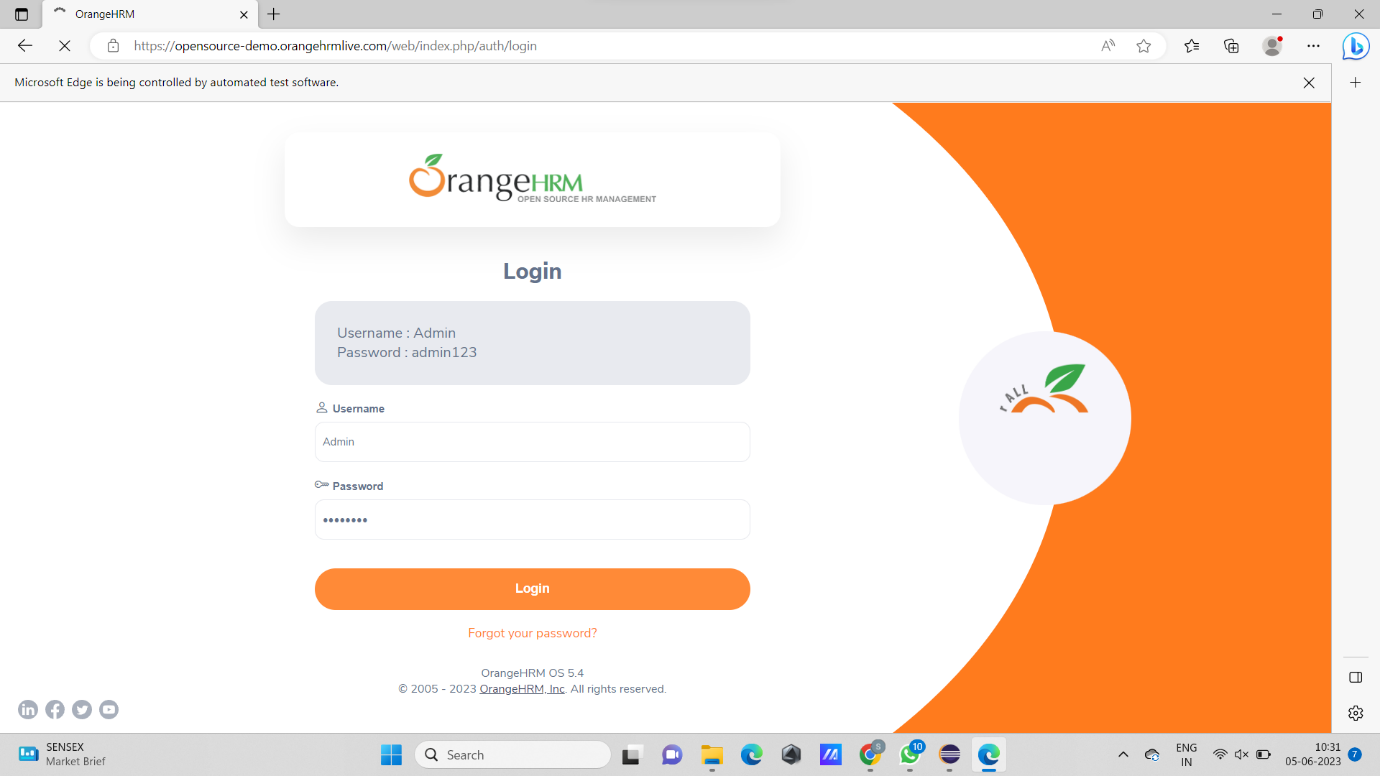 OrangeHRM
https://opensource-demo.orangehrmlive.com/web/index.php/auth/login
Microsoft Edge is being controlled by automated test software.
OrangeHRM
OPEN SOURCE HR MANAGEMENT
Login
Username : Admin
Password : admin123
Username
Admin
Password
••••••••
Login
Forgot your password?
OrangeHRM OS 5.4
© 2005 - 2023 OrangeHRM, Inc. All rights reserved.
r ALL
SENSEX
Market Brief
Search
S
10
ENG
IN
10:31
05-06-2023
7